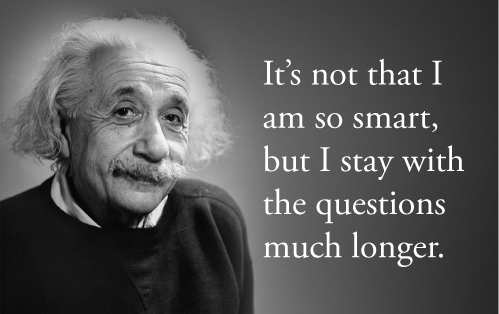 It’s not that I
am so smart,
but I stay with
the questions
much longer.